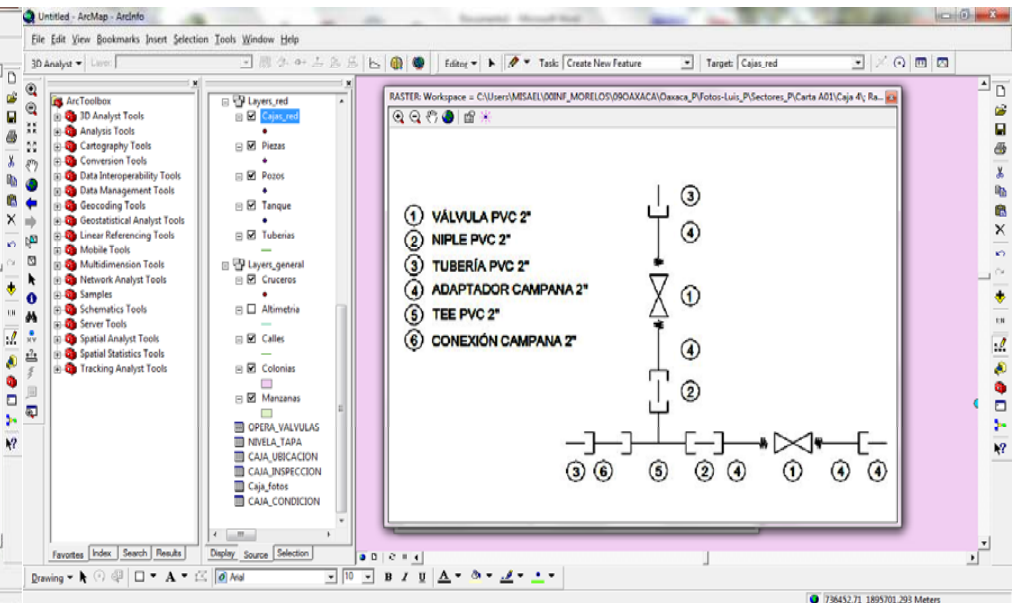 Untitled - ArcMap - ArcInfo
File Edit View Bookmarks Insert Selection Tools Window Help
3D Analyst Layer:
Editor Task: Create New Feature Target: Cajas_red
ArcToolbox
3D Analyst Tools
Analysis Tools
Cartography Tools
Conversion Tools
Data Interoperability Tools
Data Management Tools
Geocoding Tools
Geostatistical Analyst Tools
Linear Referencing Tools
Mobile Tools
Multidimension Tools
Network Analyst Tools
Samples
Schematics Tools
Server Tools
Spatial Analyst Tools
Spatial Statistics Tools
Tracking Analyst Tools
Favorites Index Search Results
Layers_red
Cajas_red
Piezas
Pozos
Tanque
Tuberias
Layers_general
Cruceros
Altimetria
Calles
Colonias
Manzanas
OPERA_VALVULAS
NIVELA_TAPA
CAJA_UBICACION
CAJA_INSPECCION
Caja_fotos
CAJA_CONDICION
Display Source Selection
RASTER: Workspace = C:\Users\MISAEL\00INF_MORELOS\09OAXACA\Oaxaca_P\Fotos-Luis_P\Sectores_P\Carta A01\Caja 4\; Ra...
1 VÁLVULA PVC 2"
2 NIPLE PVC 2"
3 TUBERÍA PVC 2"
4 ADAPTADOR CAMPANA 2"
5 TEE PVC 2"
6 CONEXIÓN CAMPANA 2"
3
4
1
4
2
3 6 5 2 4 1 4 4
Drawing A Arial 10 B I U A
736452.71 1895701.293 Meters